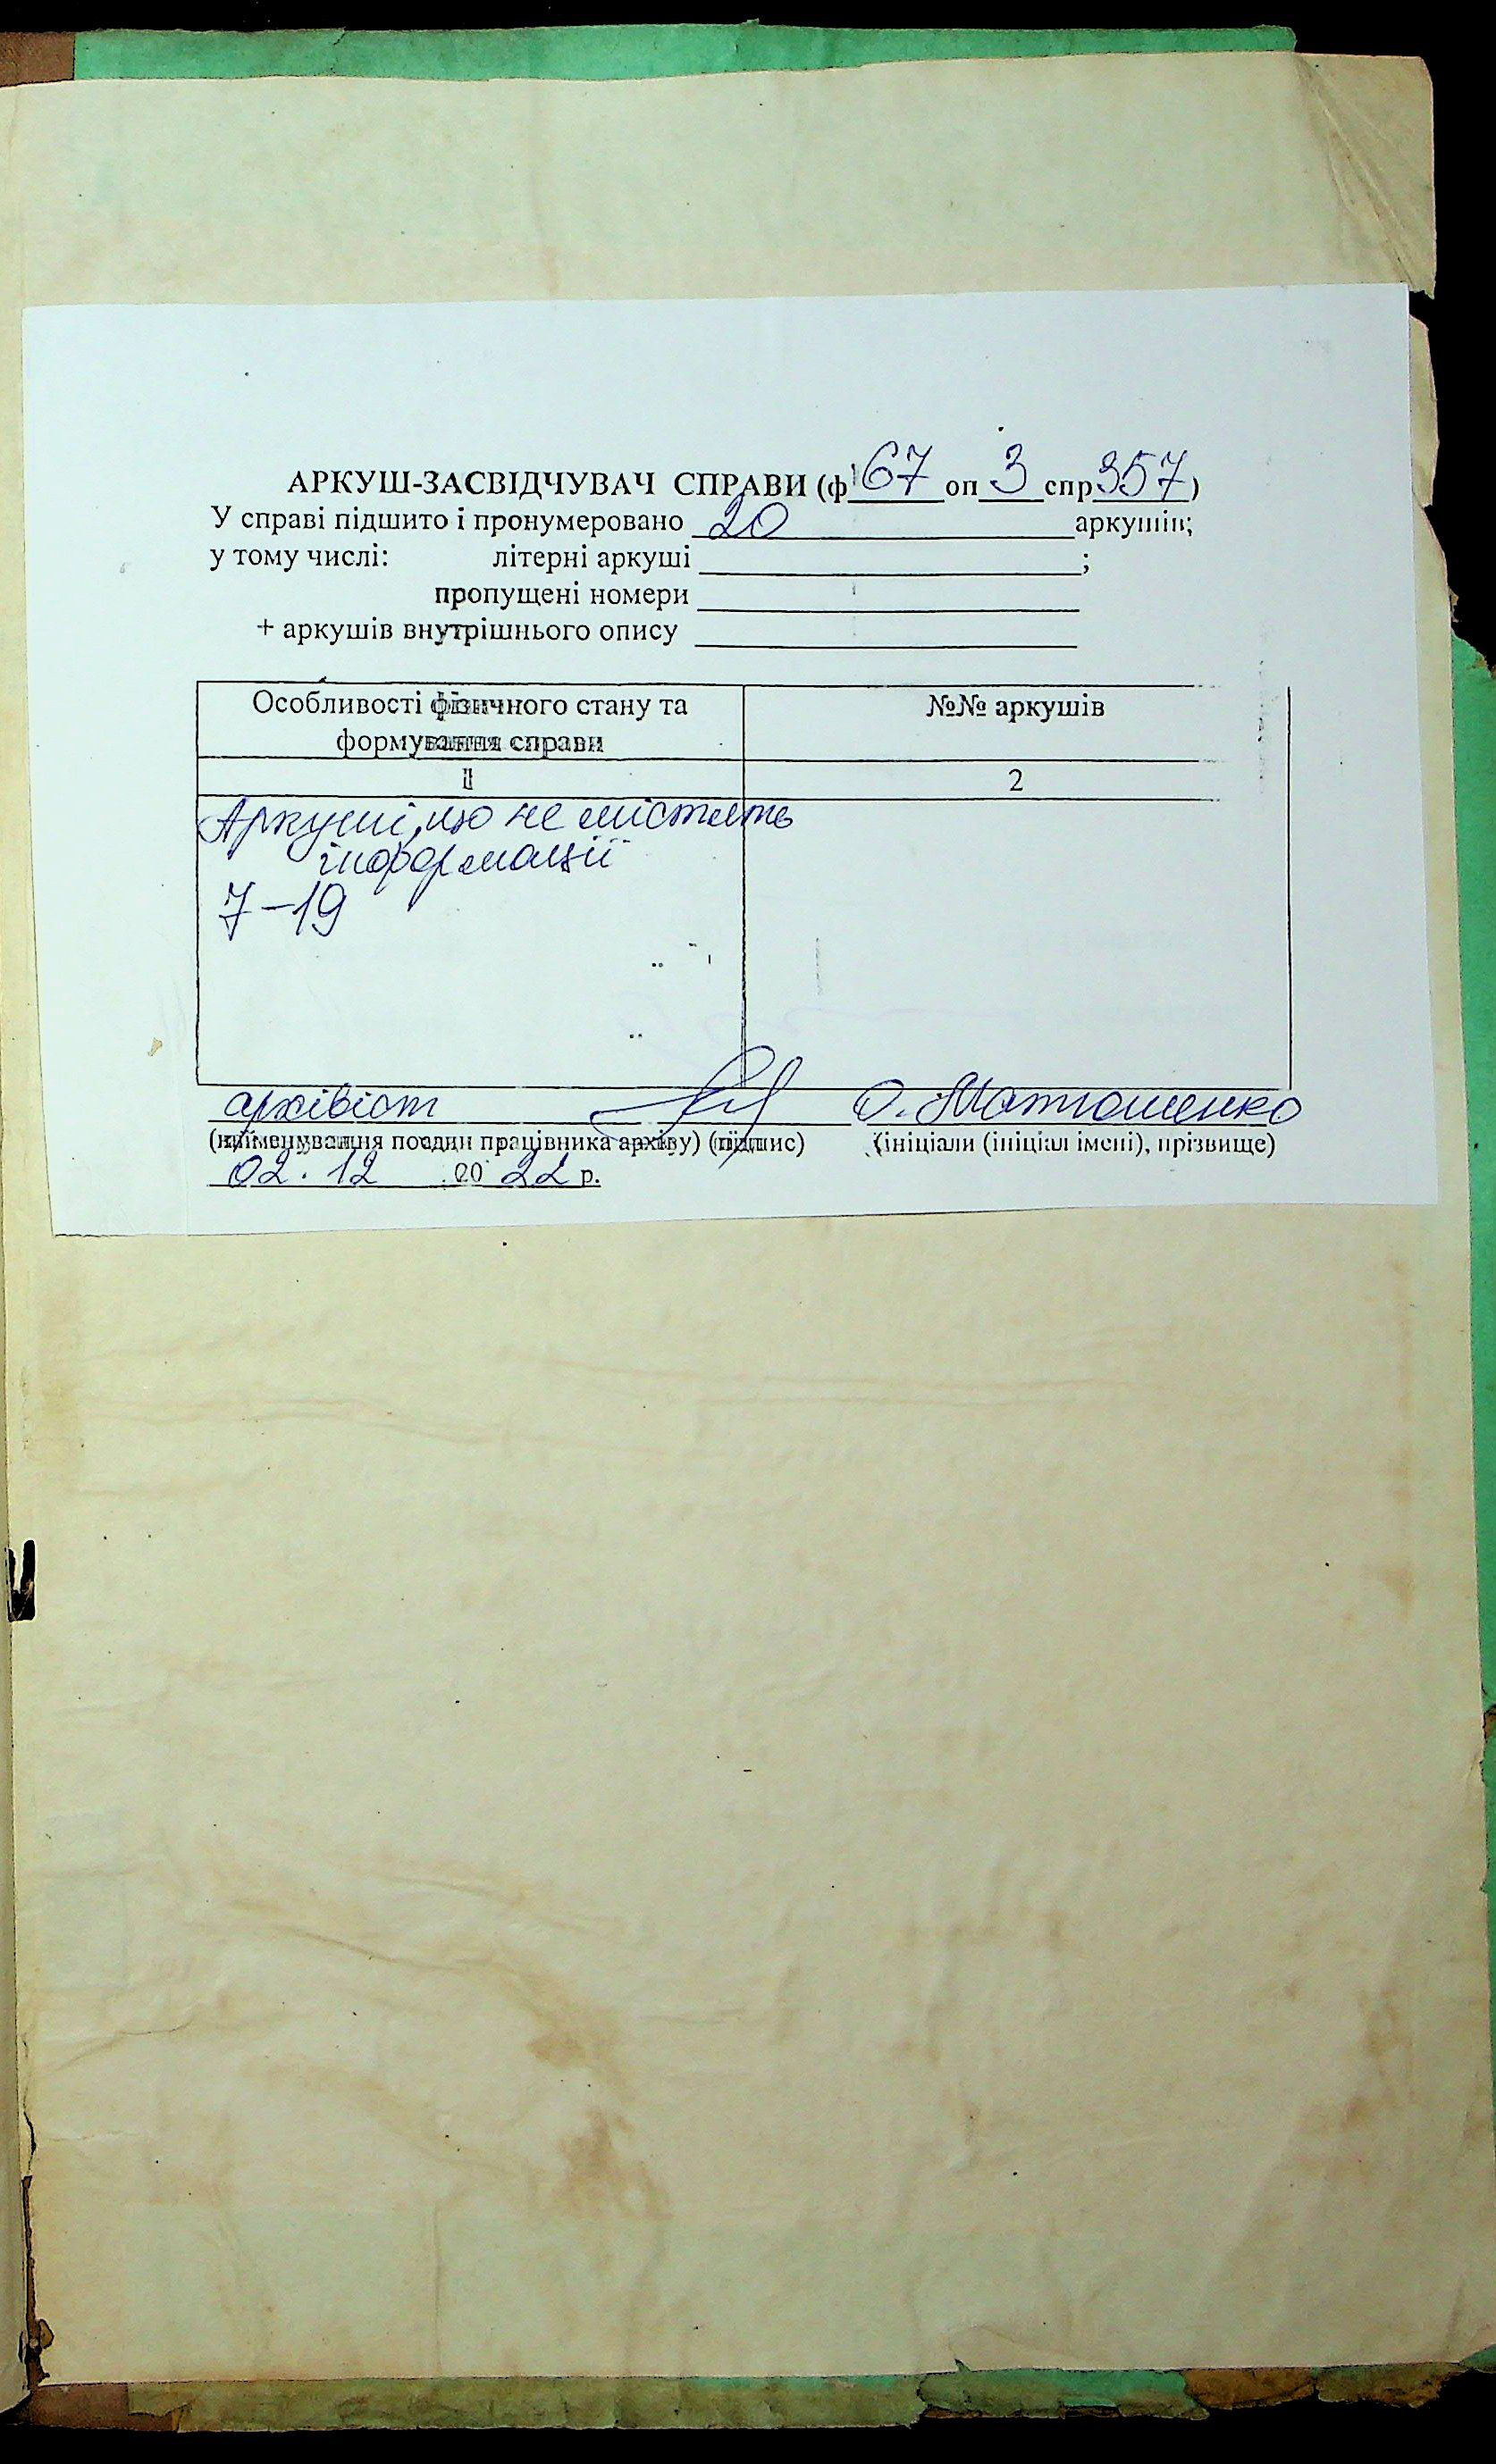 АРКУШ-ЗАСВІДЧУВАЧ СПРАВИ (ф 67 оп 3 спр 357)
У справі підшито і пронумеровано 20 аркушів;
у тому числі: літерні аркуші ;
пропущені номери
+ аркушів внутрішнього опису
Особливості фізичного стану та №№ аркушів
формування справи
1 2
Аркуші, що не містять
інформації
7-19
архівіст О. Матюшенко
(найменування посади працівника архіву) (підпис) (ініціали (ініціал імені), прізвище)
02.12 2022 р.